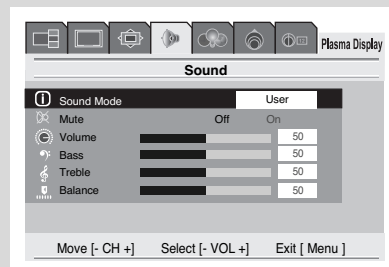 Plasma Display
Sound
Sound Mode User
Mute Off On
Volume 50
Bass 50
Treble 50
Balance 50
Move [- CH +] Select [- VOL +] Exit [ Menu ]